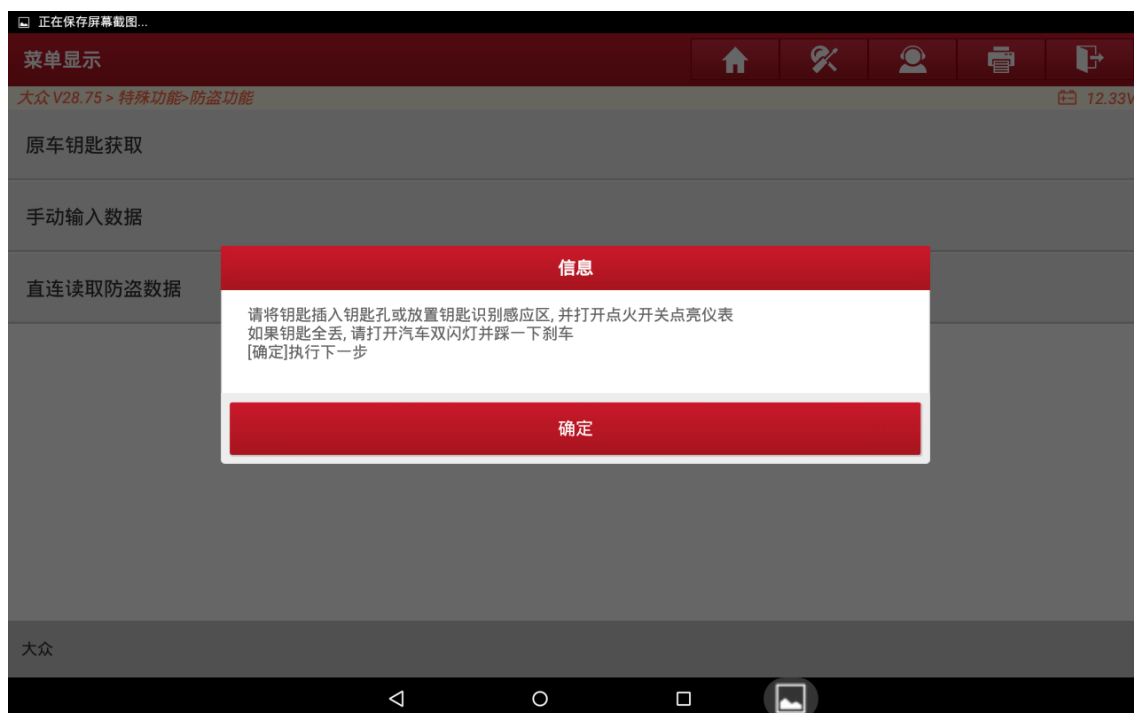 正在保存屏幕截图...
菜单显示
大众 V28.75 > 特殊功能>防盗功能
12.33V
原车钥匙获取
手动输入数据
直连读取防盗数据
信息
请将钥匙插入钥匙孔或放置钥匙识别感应区, 并打开点火开关点亮仪表
如果钥匙全丢, 请打开汽车双闪灯并踩一下刹车
[确定]执行下一步
确定
大众